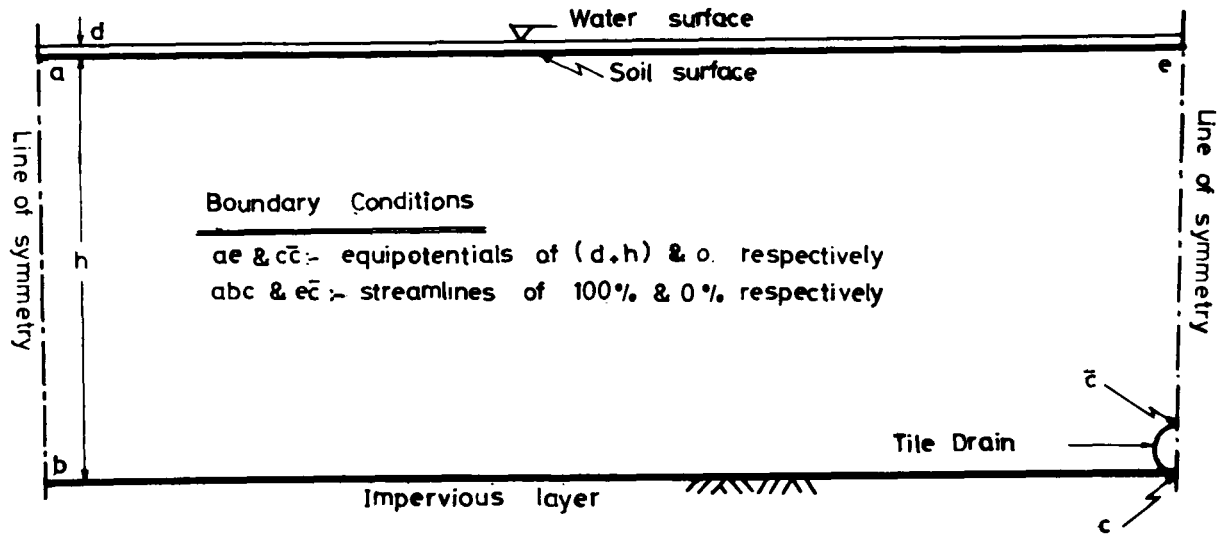 Water surface
d
a
Soil surface
e
Line of symmetry
Line of symmetry
h
Boundary Conditions
ae & cc̄:- equipotentials of (d+h) & o. respectively
abc & ec̄:- streamlines of 100% & 0% respectively
c̄
Tile Drain
b
Impervious layer
c